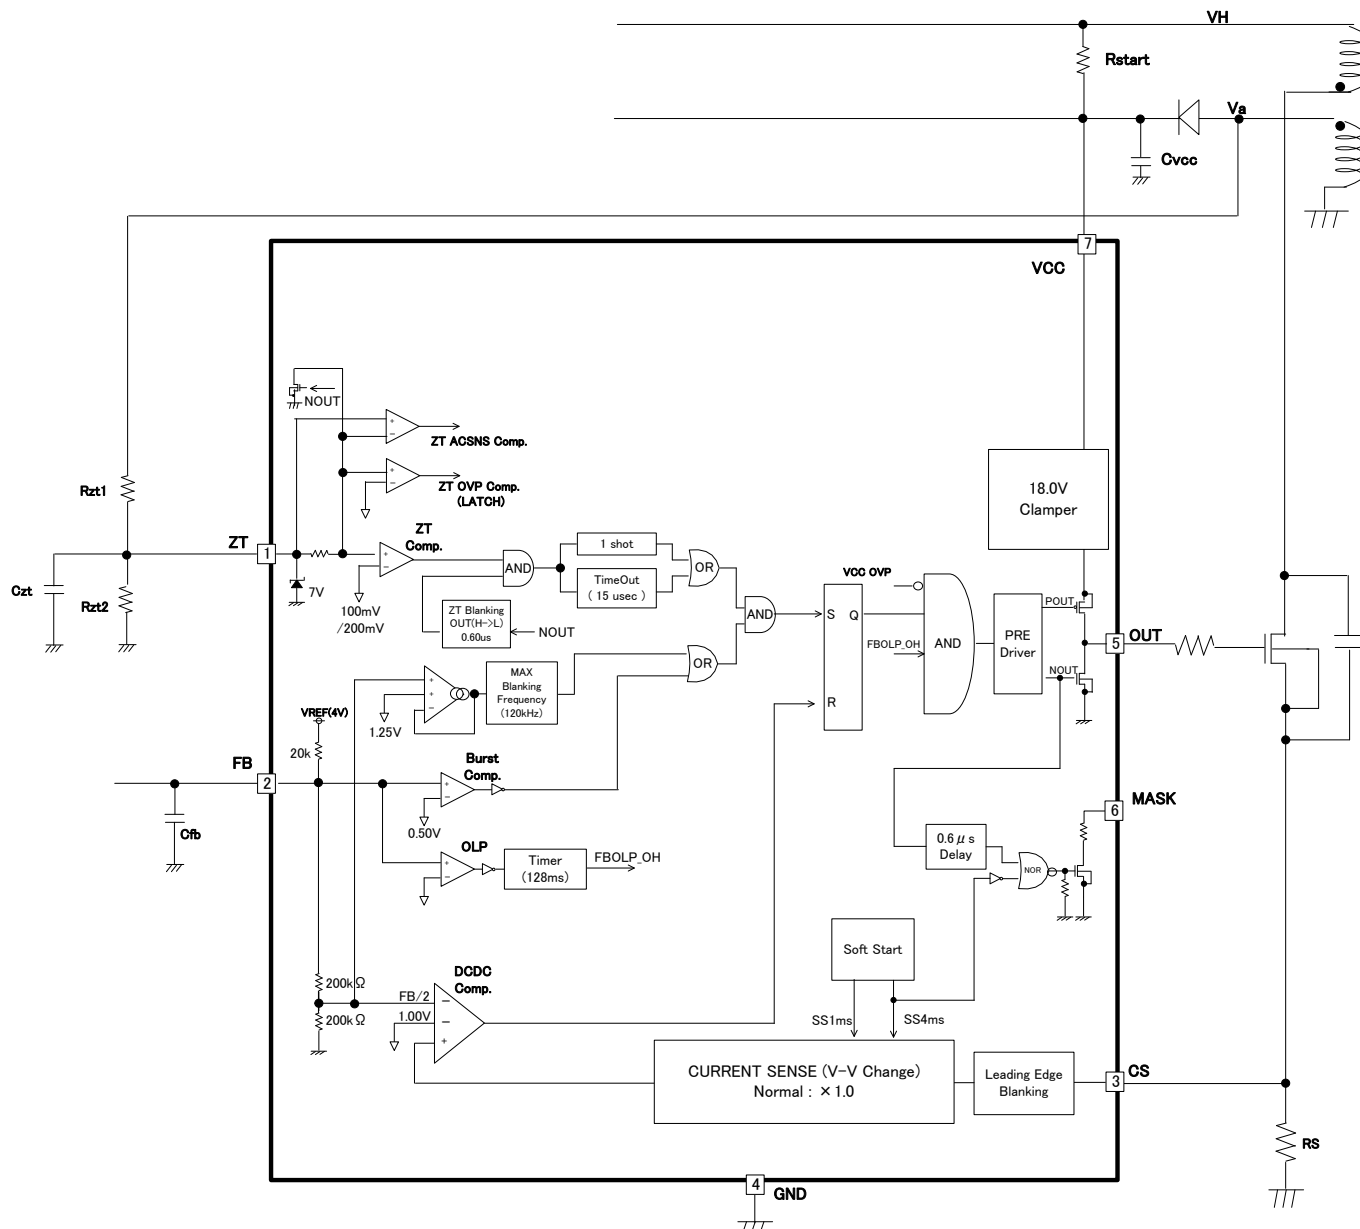 VH
Rstart
Va
Cvcc
7
VCC
NOUT
+
−
ZT ACSNS Comp.
+
−
ZT OVP Comp.
(LATCH)
18.0V
Clamper
Rzt1
ZT
1
ZT
Comp.
+
−
1 shot
AND
OR
TimeOut
( 15 usec )
7V
Czt
Rzt2
100mV
/200mV
ZT Blanking
OUT(H->L)
0.60us
NOUT
AND
VCC OVP
S
Q
R
FBOLP_OH
AND
PRE
Driver
POUT
NOUT
5
OUT
OR
+
+
−
MAX
Blanking
Frequency
(120kHz)
1.25V
VREF(4V)
20k
FB
2
Burst
Comp.
+
−
0.50V
Cfb
OLP
+
−
Timer
(128ms)
FBOLP_OH
MASK
6
0.6μs
Delay
NOR
Soft Start
SS1ms
SS4ms
200kΩ
200kΩ
DCDC
Comp.
FB/2
1.00V
−
−
+
CURRENT SENSE (V-V Change)
Normal : ×1.0
Leading Edge
Blanking
3
CS
RS
4
GND